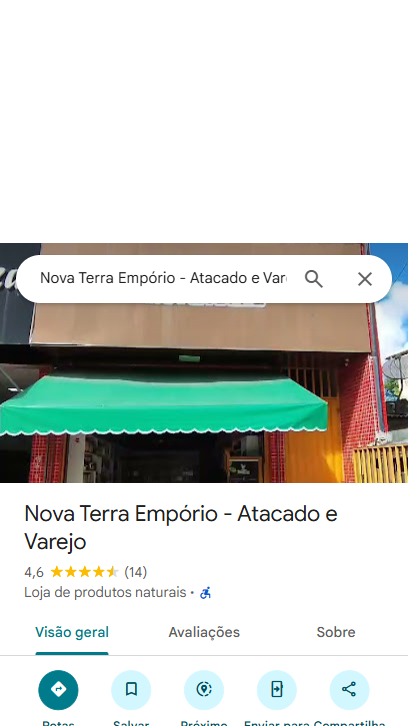 Nova Terra Empório - Atacado e Var
Nova Terra Empório - Atacado e
Varejo
4,6 (14)
Loja de produtos naturais ·
Visão geral Avaliações Sobre
Rotas Salvar Próximo Enviar para Compartilha